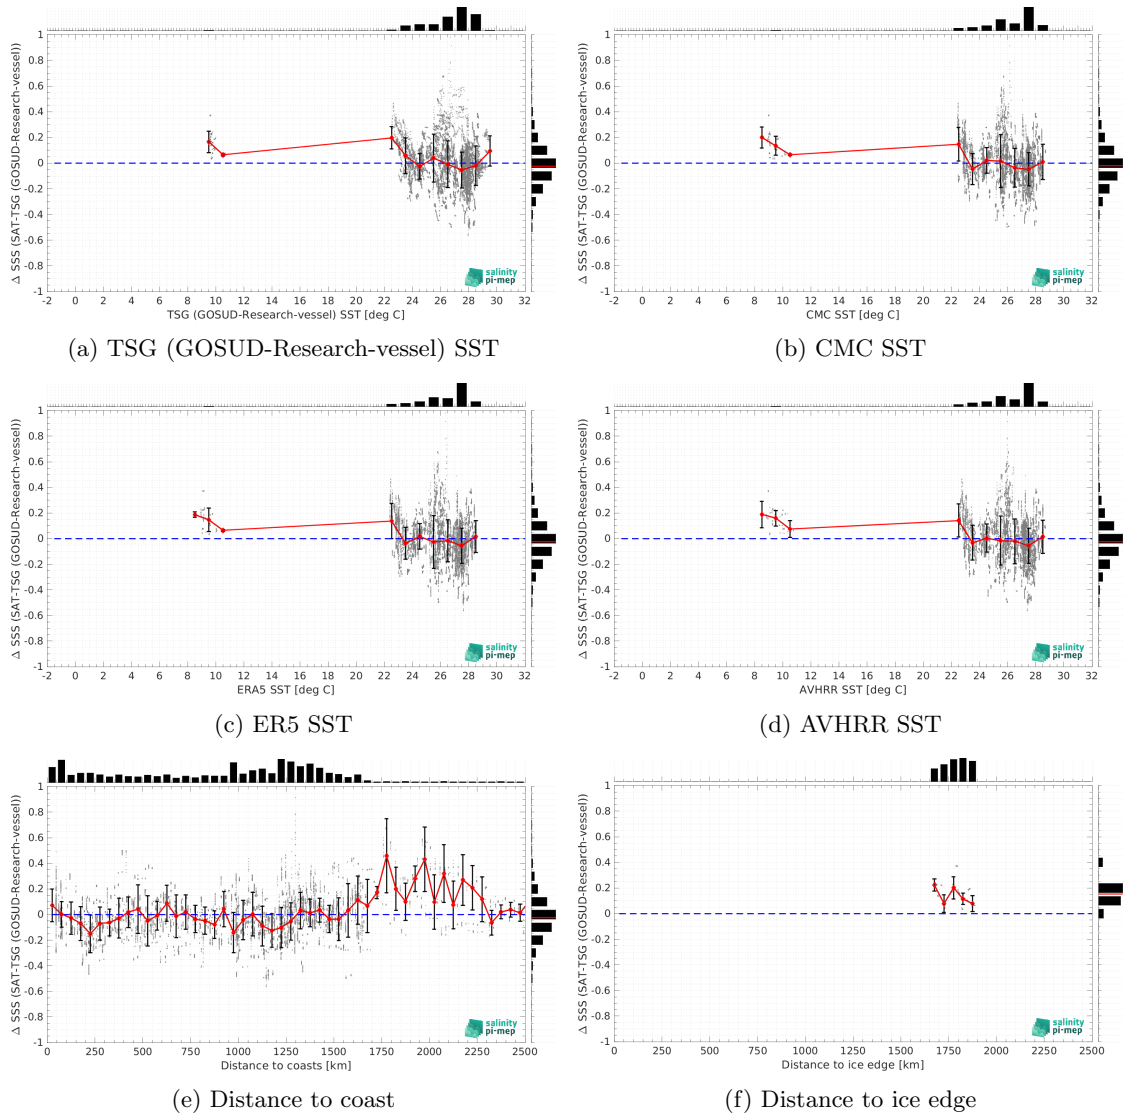 1
0.8
0.6
0.4
0.2
0
-0.2
-0.4
-0.6
-0.8
-1
Δ SSS (SAT-TSG (GOSUD-Research-vessel))
salinity
pi-mep
-2 0 2 4 6 8 10 12 14 16 18 20 22 24 26 28 30 32
TSG (GOSUD-Research-vessel) SST [deg C]
(a) TSG (GOSUD-Research-vessel) SST
1
0.8
0.6
0.4
0.2
0
-0.2
-0.4
-0.6
-0.8
-1
Δ SSS (SAT-TSG (GOSUD-Research-vessel))
salinity
pi-mep
-2 0 2 4 6 8 10 12 14 16 18 20 22 24 26 28 30 32
CMC SST [deg C]
(b) CMC SST
1
0.8
0.6
0.4
0.2
0
-0.2
-0.4
-0.6
-0.8
-1
Δ SSS (SAT-TSG (GOSUD-Research-vessel))
salinity
pi-mep
-2 0 2 4 6 8 10 12 14 16 18 20 22 24 26 28 30 32
ERA5 SST [deg C]
(c) ER5 SST
1
0.8
0.6
0.4
0.2
0
-0.2
-0.4
-0.6
-0.8
-1
Δ SSS (SAT-TSG (GOSUD-Research-vessel))
salinity
pi-mep
-2 0 2 4 6 8 10 12 14 16 18 20 22 24 26 28 30 32
AVHRR SST [deg C]
(d) AVHRR SST
1
0.8
0.6
0.4
0.2
0
-0.2
-0.4
-0.6
-0.8
-1
Δ SSS (SAT-TSG (GOSUD-Research-vessel))
salinity
pi-mep
0 250 500 750 1000 1250 1500 1750 2000 2250 2500
Distance to coasts [km]
(e) Distance to coast
1
0.8
0.6
0.4
0.2
0
-0.2
-0.4
-0.6
-0.8
-1
Δ SSS (SAT-TSG (GOSUD-Research-vessel))
salinity
pi-mep
0 250 500 750 1000 1250 1500 1750 2000 2250 2500
Distance to ice edge [km]
(f) Distance to ice edge